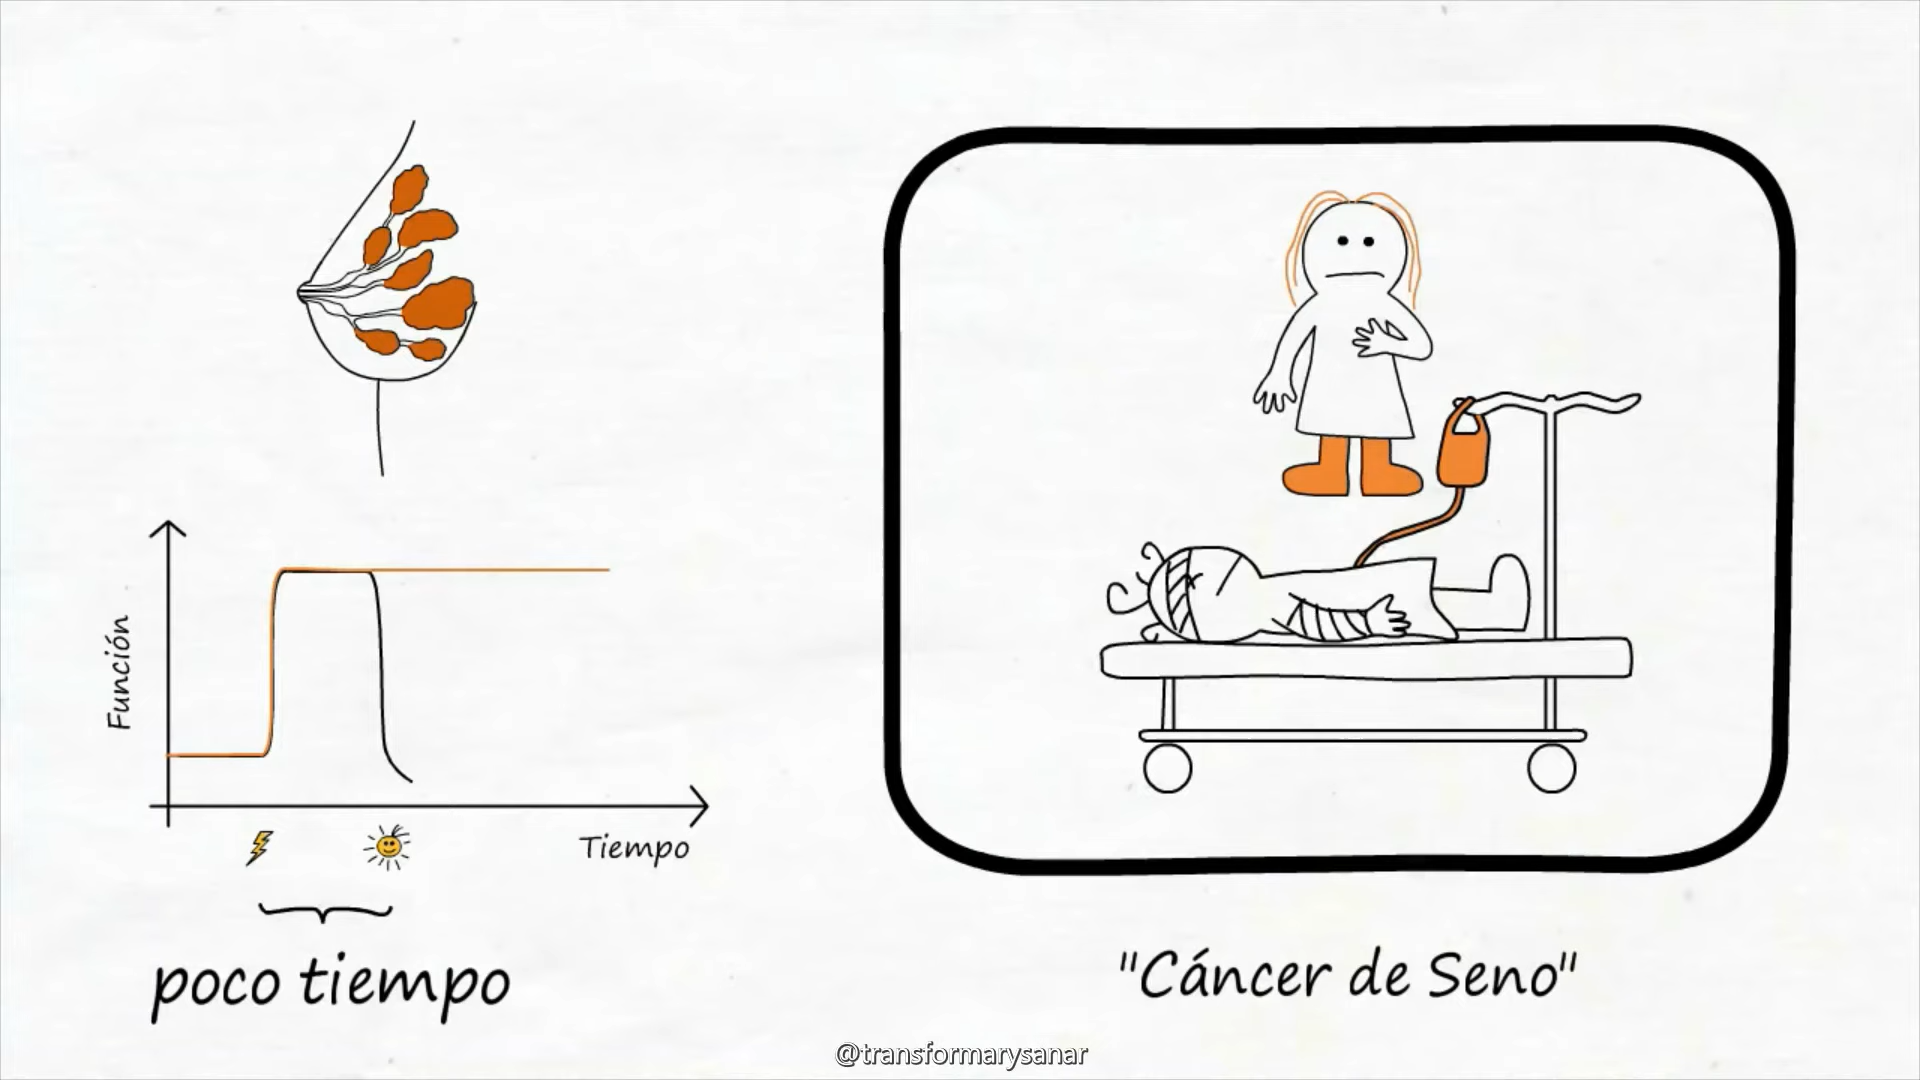 Función
Tiempo
poco tiempo
"Cáncer de Seno"
@transformarysanar